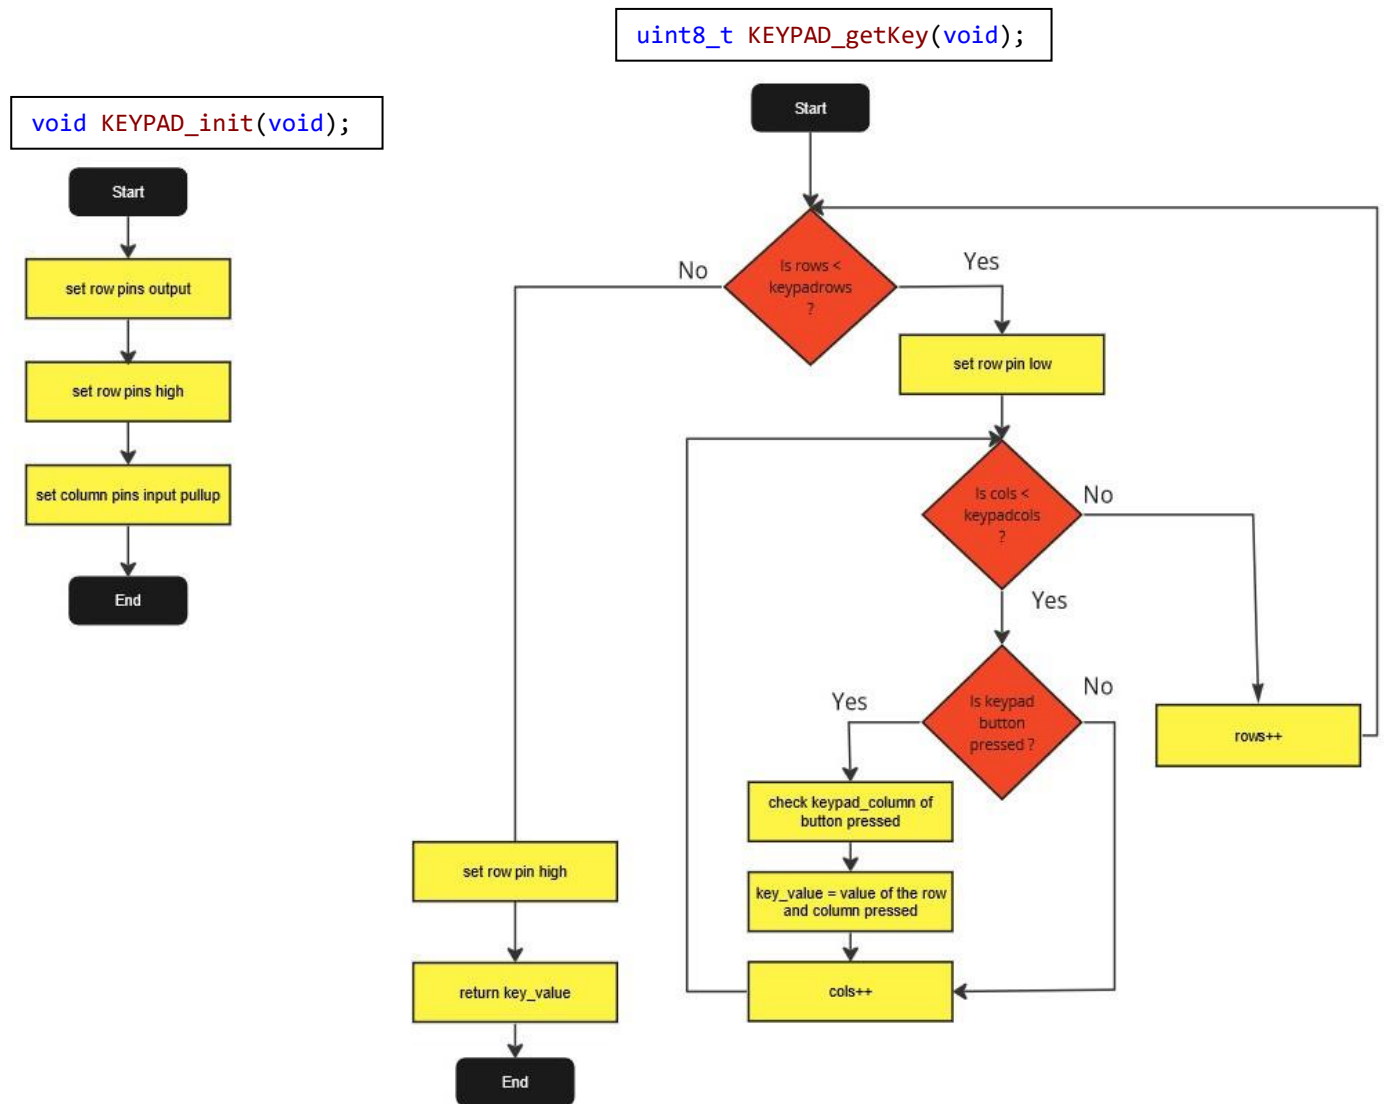 uint8_t KEYPAD_getKey(void);
void KEYPAD_init(void);
Start
set row pins output
set row pins high
set column pins input pullup
End
Start
Is rows <
keypadrows
?
No
Yes
set row pin low
Is cols <
keypadcols
?
No
Yes
Is keypad
button
pressed ?
Yes
No
rows++
check keypad_column of
button pressed
key_value = value of the row
and column pressed
cols++
set row pin high
return key_value
End